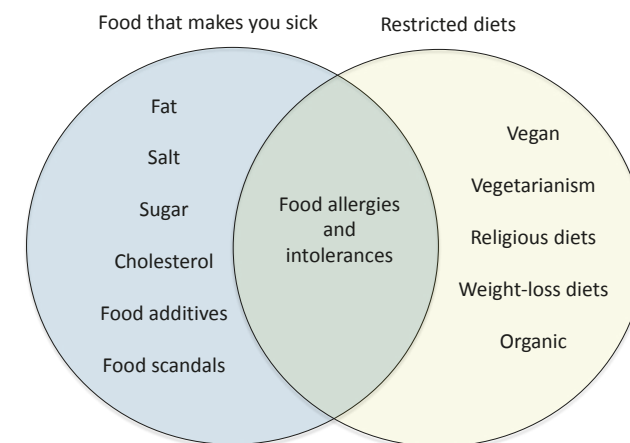 Food that makes you sick
Restricted diets
Fat
Salt
Sugar
Cholesterol
Food additives
Food scandals
Food allergies
and
intolerances
Vegan
Vegetarianism
Religious diets
Weight-loss diets
Organic